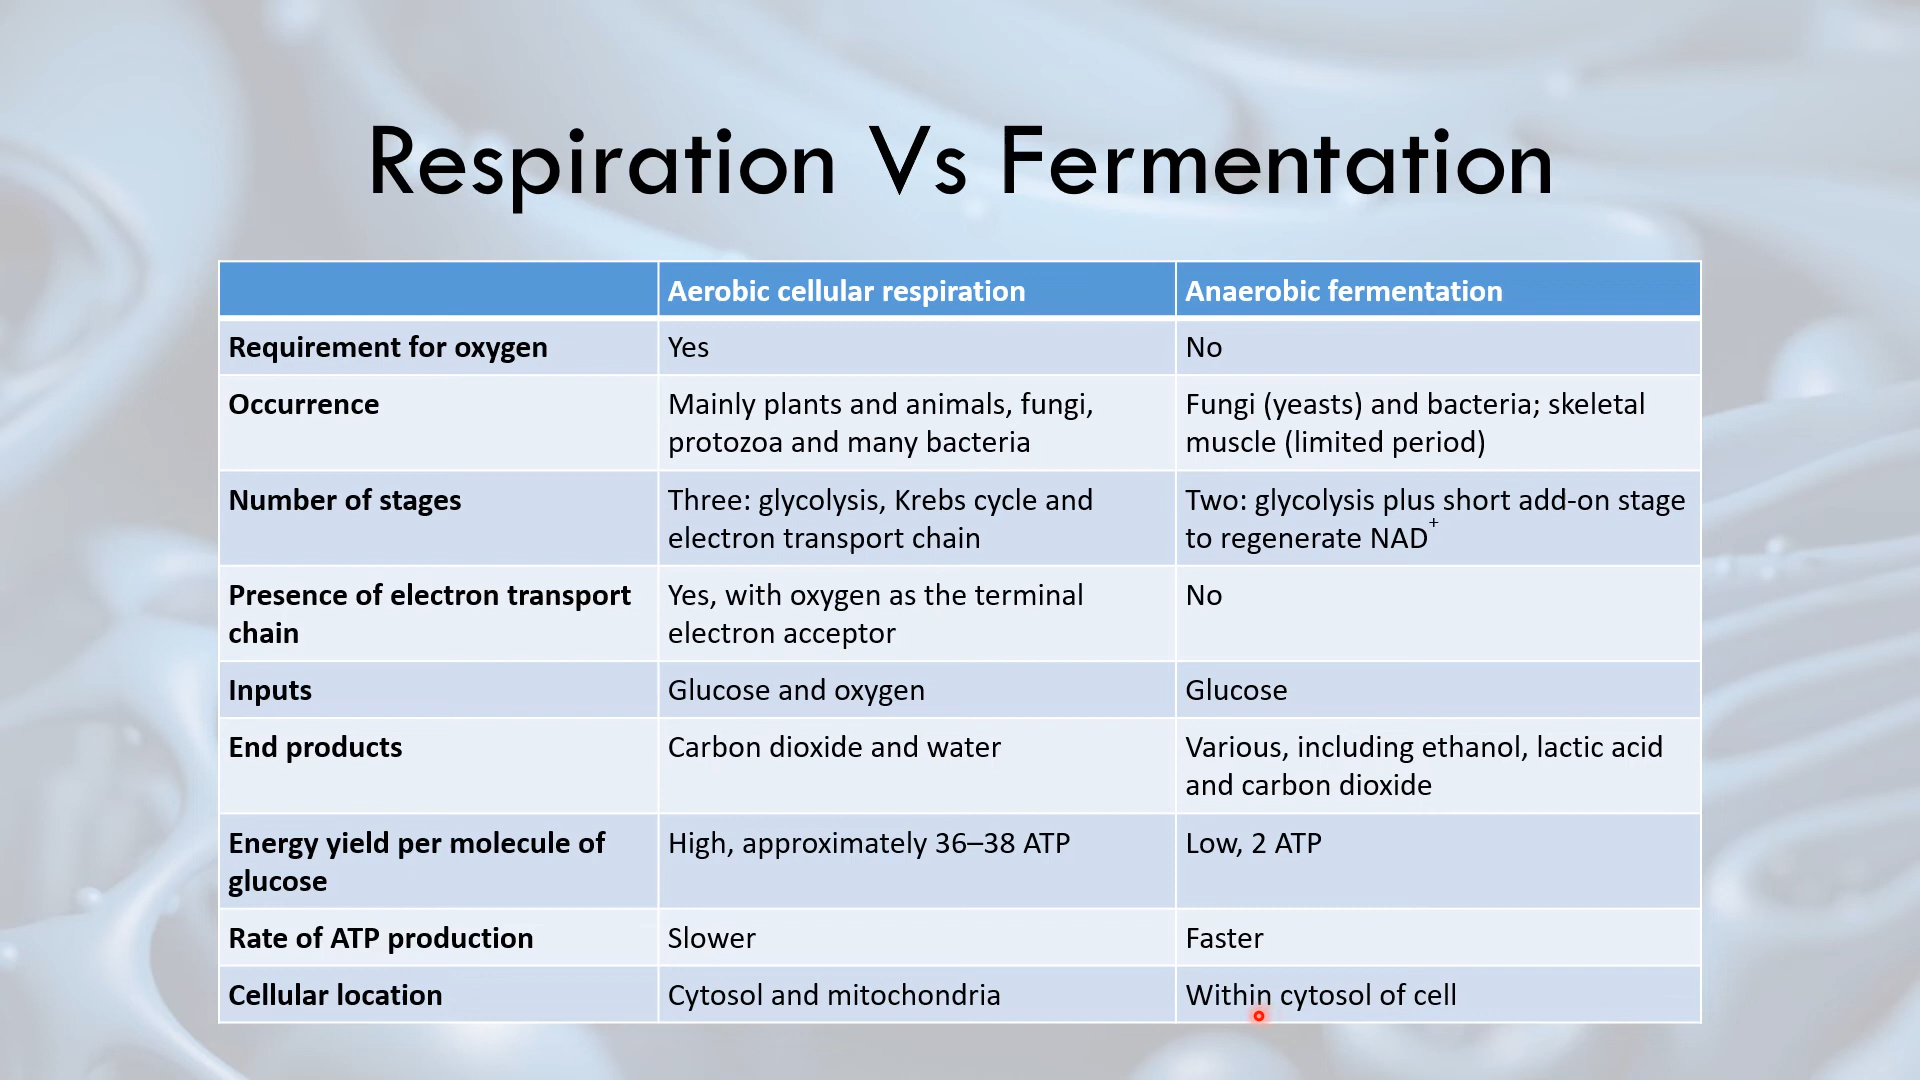 Respiration Vs Fermentation
Aerobic cellular respiration
Anaerobic fermentation
Requirement for oxygen
Yes
No
Occurrence
Mainly plants and animals, fungi,
protozoa and many bacteria
Fungi (yeasts) and bacteria; skeletal
muscle (limited period)
Number of stages
Three: glycolysis, Krebs cycle and
electron transport chain
Two: glycolysis plus short add-on stage
to regenerate NAD⁺
Presence of electron transport
chain
Yes, with oxygen as the terminal
electron acceptor
No
Inputs
Glucose and oxygen
Glucose
End products
Carbon dioxide and water
Various, including ethanol, lactic acid
and carbon dioxide
Energy yield per molecule of
glucose
High, approximately 36–38 ATP
Low, 2 ATP
Rate of ATP production
Slower
Faster
Cellular location
Cytosol and mitochondria
Within cytosol of cell